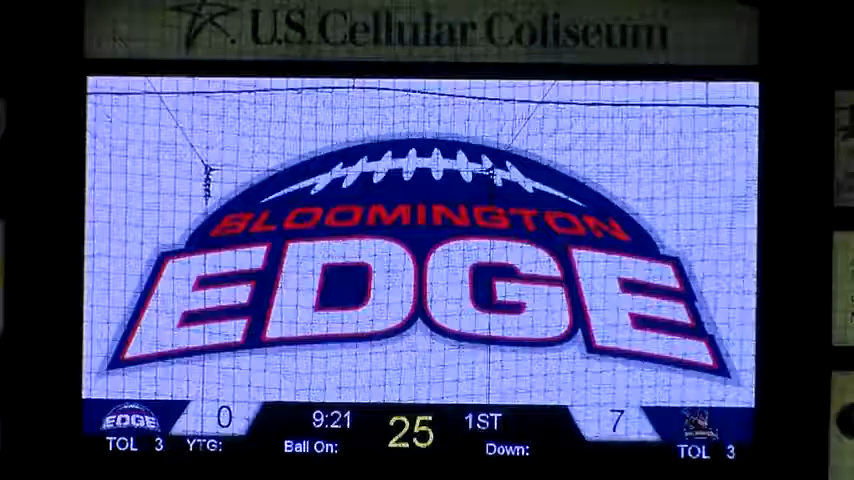 U.S. Cellular Coliseum
BLOOMINGTON
EDGE
EDGE 0 9:21 25 1ST 7
TOL 3 YTG: Ball On: Down: TOL 3